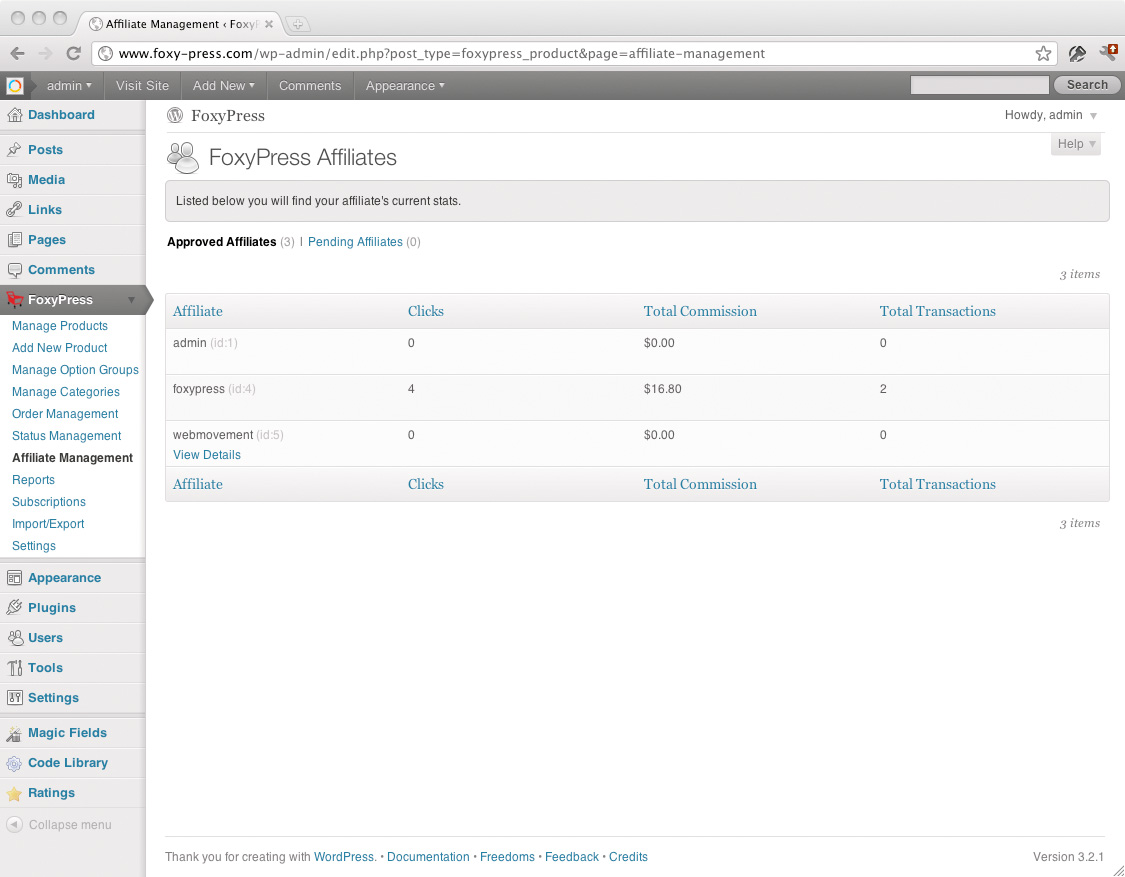 Affiliate Management ‹ FoxyP
www.foxy-press.com/wp-admin/edit.php?post_type=foxypress_product&page=affiliate-management
admin Visit Site Add New Comments Appearance Search
Dashboard
Posts
Media
Links
Pages
Comments
FoxyPress
Manage Products
Add New Product
Manage Option Groups
Manage Categories
Order Management
Status Management
Affiliate Management
Reports
Subscriptions
Import/Export
Settings
Appearance
Plugins
Users
Tools
Settings
Magic Fields
Code Library
Ratings
Collapse menu
FoxyPress Howdy, admin
Help
FoxyPress Affiliates
Listed below you will find your affiliate's current stats.
Approved Affiliates (3) | Pending Affiliates (0)
3 items
Affiliate Clicks Total Commission Total Transactions
admin (id:1) 0 $0.00 0
foxypress (id:4) 4 $16.80 2
webmovement (id:5) 0 $0.00 0
View Details
Affiliate Clicks Total Commission Total Transactions
3 items
Thank you for creating with WordPress. • Documentation • Freedoms • Feedback • Credits Version 3.2.1